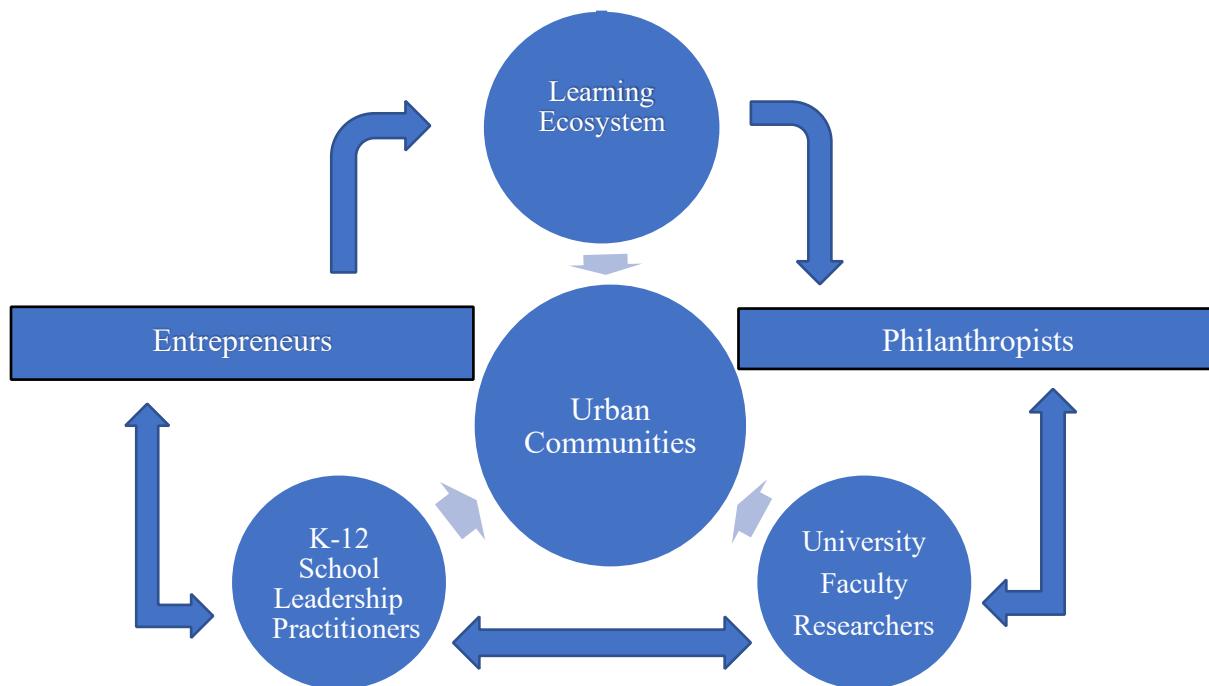 Learning
Ecosystem
Entrepreneurs
Philanthropists
Urban
Communities
K-12
School
Leadership
Practitioners
University
Faculty
Researchers